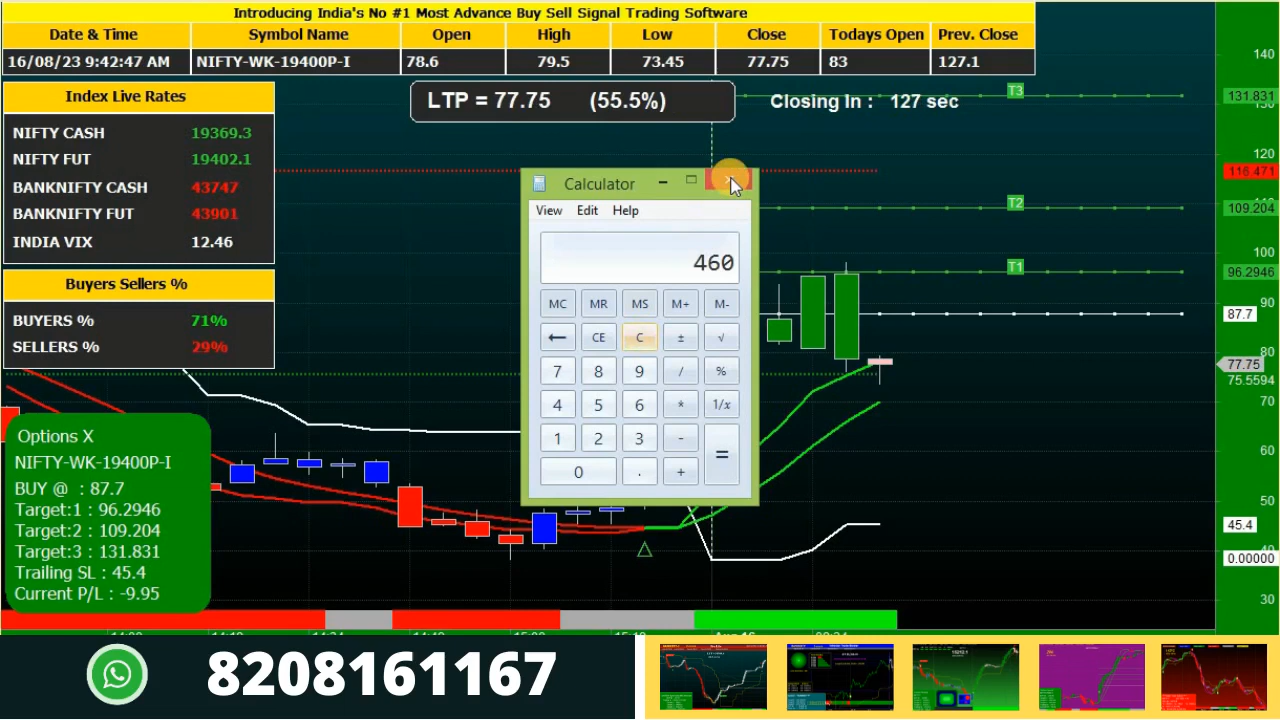 Introducing India's No #1 Most Advance Buy Sell Signal Trading Software
Date & Time Symbol Name Open High Low Close Todays Open Prev. Close
16/08/23 9:42:47 AM NIFTY-WK-19400P-I 78.6 79.5 73.45 77.75 83 127.1
Index Live Rates
NIFTY CASH 19369.3
NIFTY FUT 19402.1
BANKNIFTY CASH 43747
BANKNIFTY FUT 43901
INDIA VIX 12.46
Buyers Sellers %
BUYERS % 71%
SELLERS % 29%
LTP = 77.75 (55.5%)
Closing In : 127 sec
T3
T2
T1
Calculator
View Edit Help
460
MC MR MS M+ M-
← CE C ± √
7 8 9 / %
4 5 6 * 1/x
1 2 3 - =
0 . +
140
131.831
120
116.471
109.204
100
96.2946
90
87.7
80
77.75
75.5594
70
60
50
45.4
0.00000
30
Options X
NIFTY-WK-19400P-I
BUY @ : 87.7
Target:1 : 96.2946
Target:2 : 109.204
Target:3 : 131.831
Trailing SL : 45.4
Current P/L : -9.95
8208161167